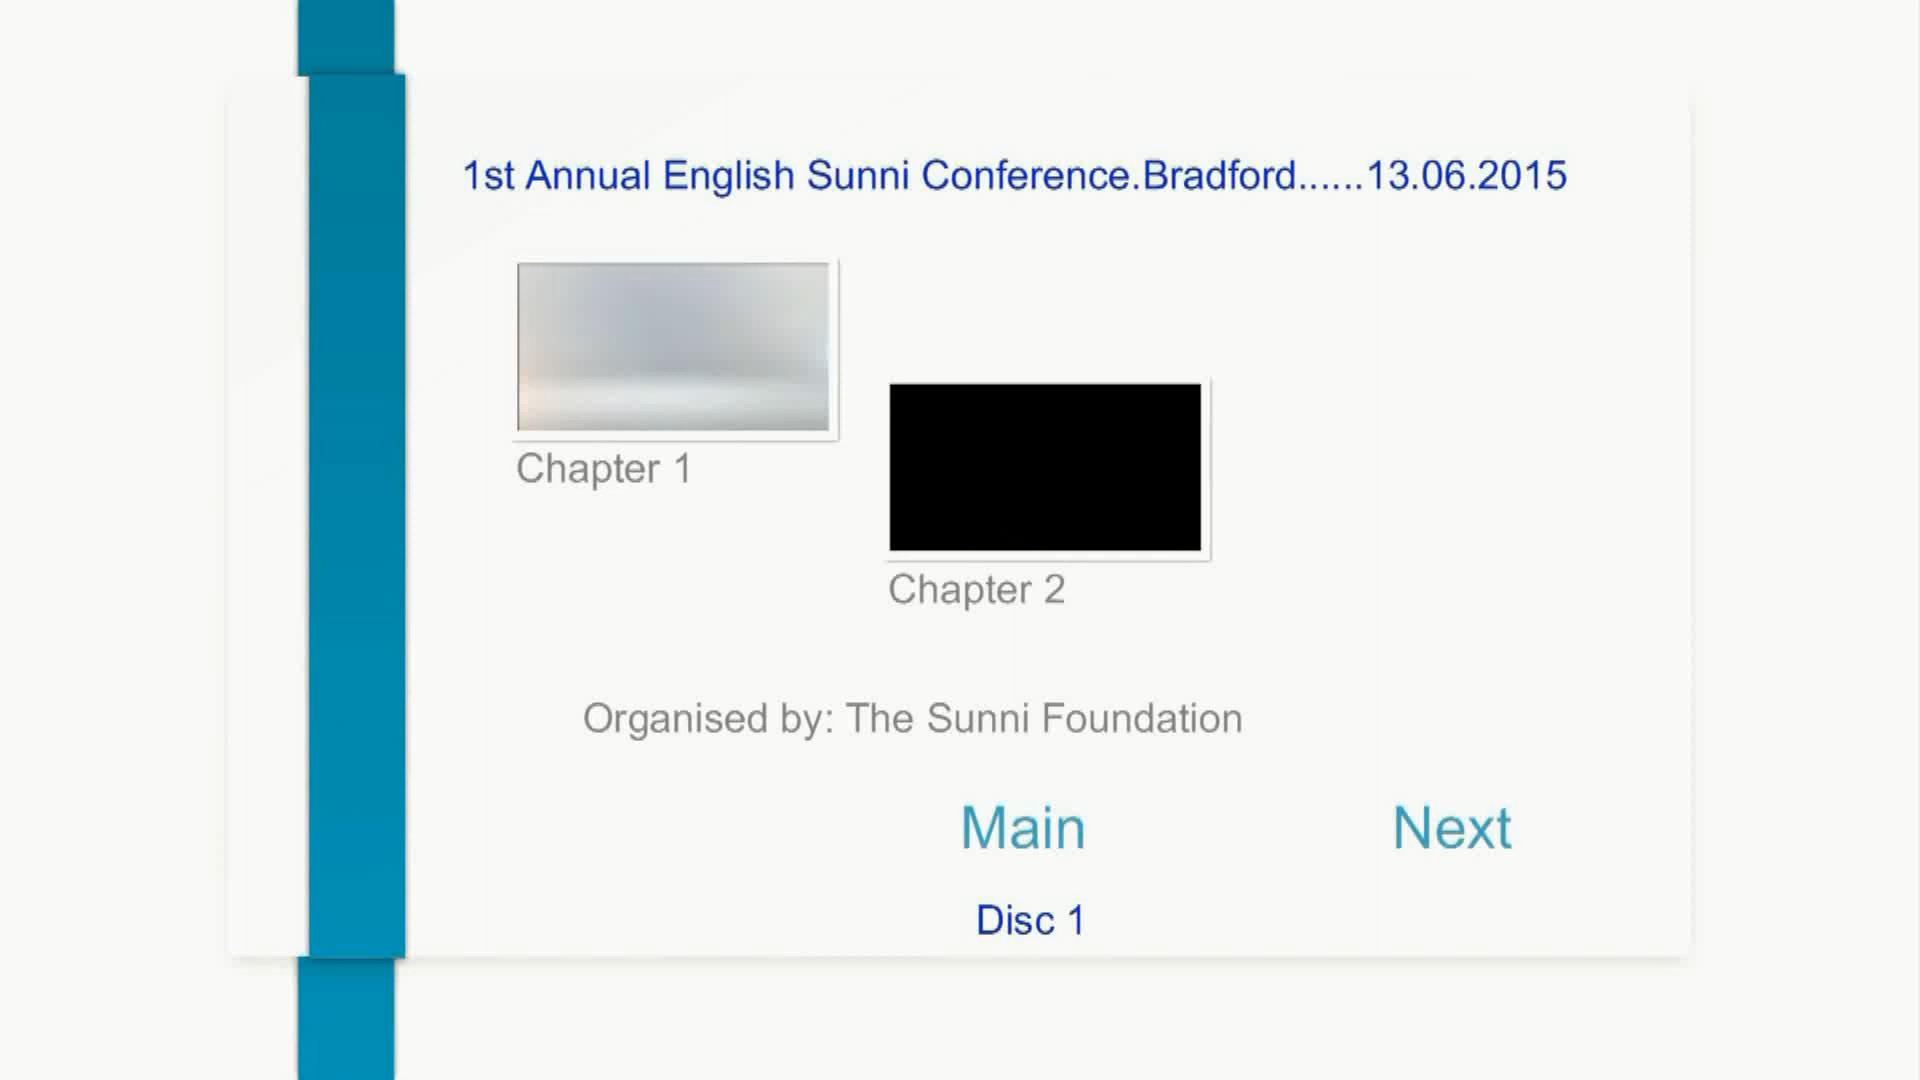 1st Annual English Sunni Conference.Bradford......13.06.2015
Chapter 1
Chapter 2
Organised by: The Sunni Foundation
Main
Next
Disc 1